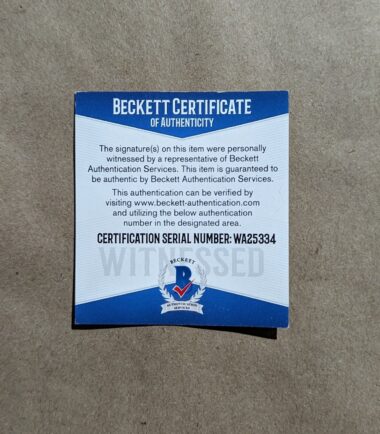 BECKETT CERTIFICATE
OF AUTHENTICITY
The signature(s) on this item were personally
witnessed by a representative of Beckett
Authentication Services. This item is guaranteed to
be authentic by Beckett Authentication Services.
This authentication can be verified by
visiting www.beckett-authentication.com
and utilizing the below authentication
number in the designated area.
CERTIFICATION SERIAL NUMBER: WA25334
WITNESSED
BECKETT
B
AUTHENTICATION
SERVICES